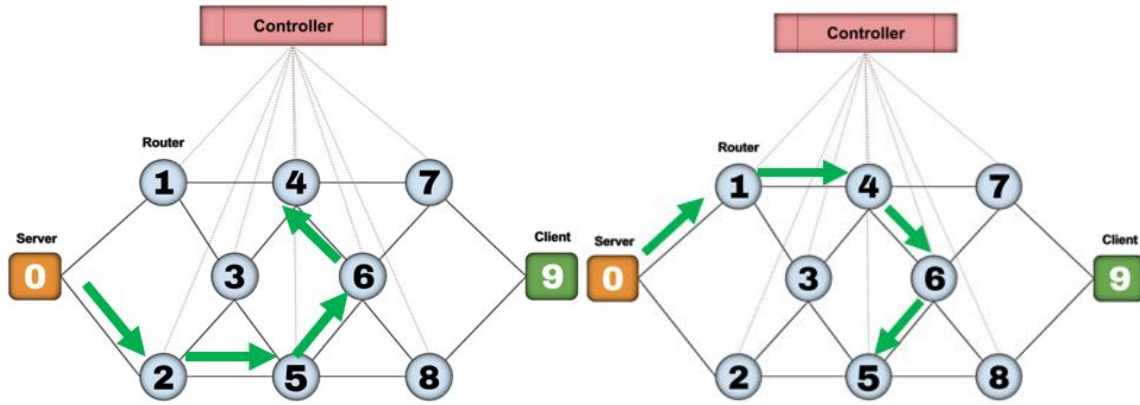 Controller
Router
1 4 7
Server
Client
0 3 6 9
2 5 8
Controller
Router
1 4 7
Server
Client
0 3 6 9
2 5 8